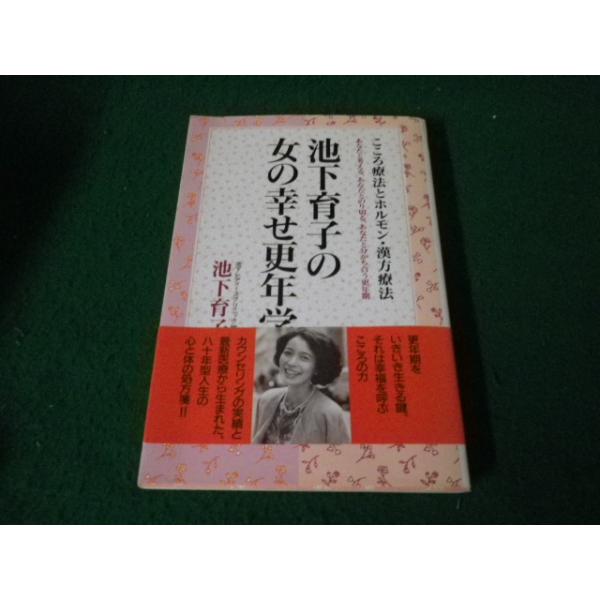 こころ療法とホルモン・漢方療法
池下育子の
女の幸せ更年学
池下育子
更年期を
いきいき生きる鍵、
それは幸福を呼ぶ
こころの力
カウンセリングの実績と
最新医療から生まれた、
八十年型人生の
心と体の処方箋!!